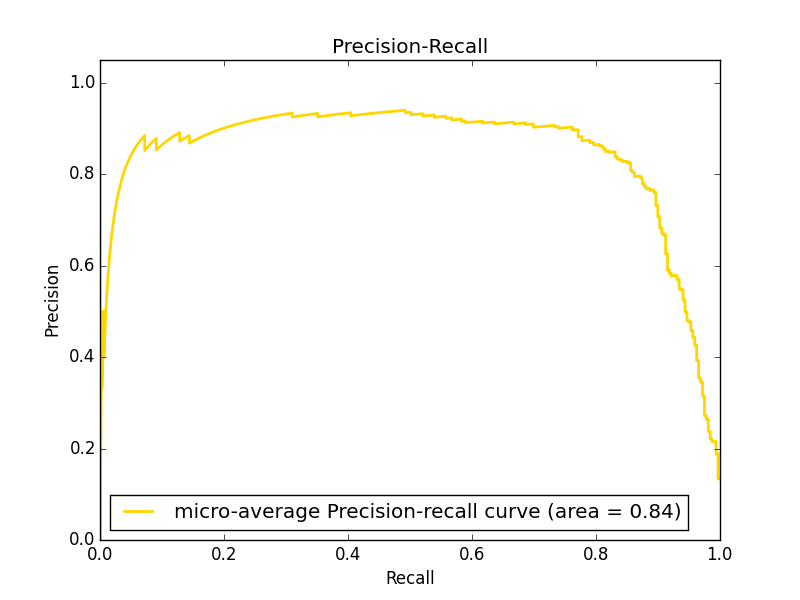 Precision-Recall
1.0
0.8
0.6
0.4
0.2
0.0
Precision
micro-average Precision-recall curve (area = 0.84)
0.0 0.2 0.4 0.6 0.8 1.0
Recall